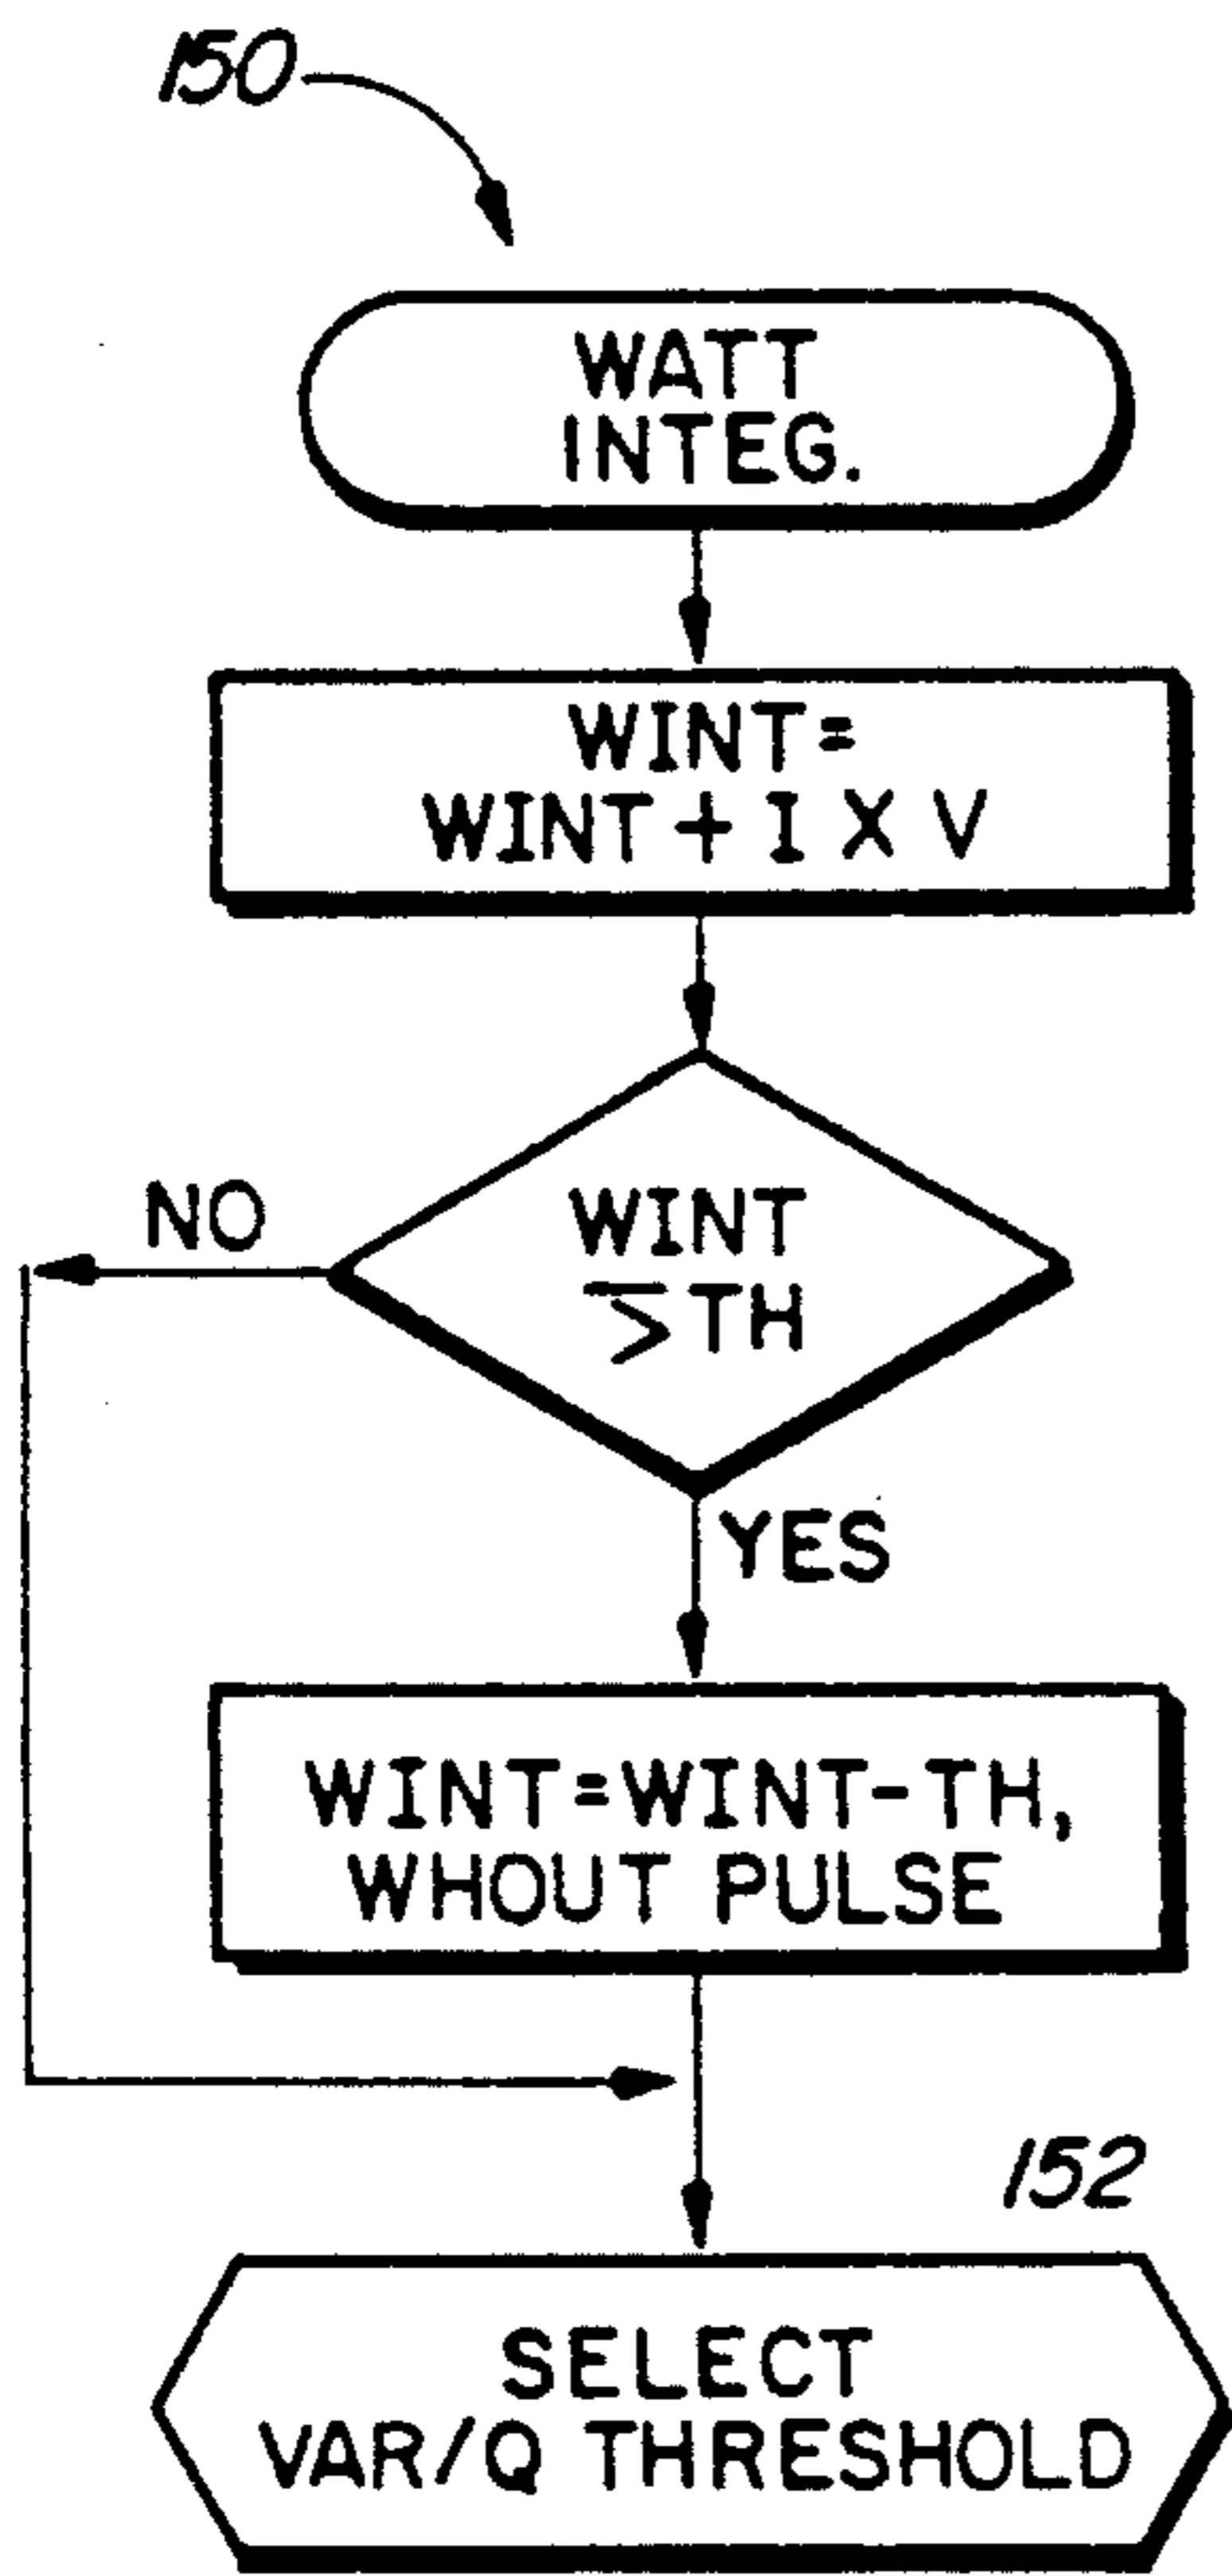 150
WATT
INTEG.
WINT=
WINT + I X V
NO
WINT
⋝ TH
YES
WINT=WINT-TH,
WHOUT PULSE
152
SELECT
VAR/Q THRESHOLD